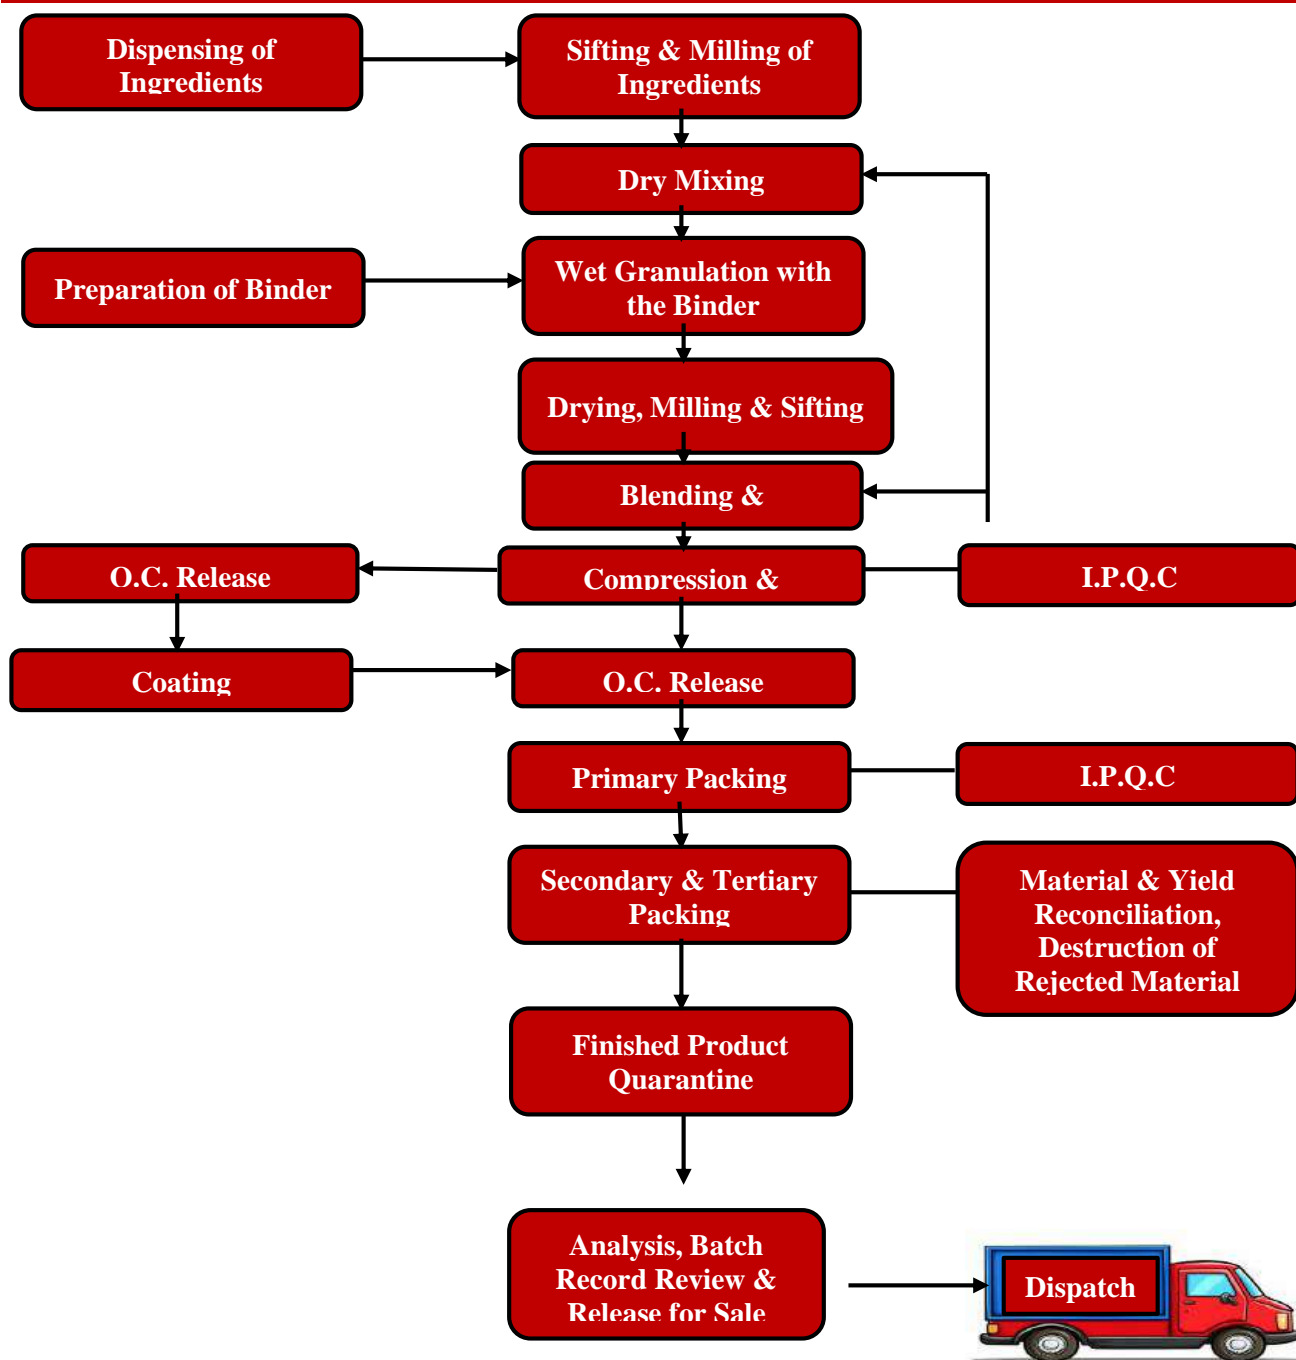 Dispensing of
Ingredients
Sifting & Milling of
Ingredients
Dry Mixing
Preparation of Binder
Wet Granulation with
the Binder
Drying, Milling & Sifting
Blending &
Q.C. Release
Compression &
I.P.Q.C
Coating
Q.C. Release
Primary Packing
I.P.Q.C
Secondary & Tertiary
Packing
Material & Yield
Reconciliation,
Destruction of
Rejected Material
Finished Product
Quarantine
Analysis, Batch
Record Review &
Release for Sale
Dispatch